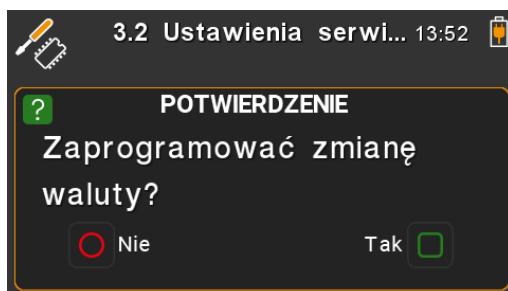 3.2 Ustawienia serwi... 13:52
? POTWIERDZENIE
Zaprogramować zmianę
waluty?
Nie Tak